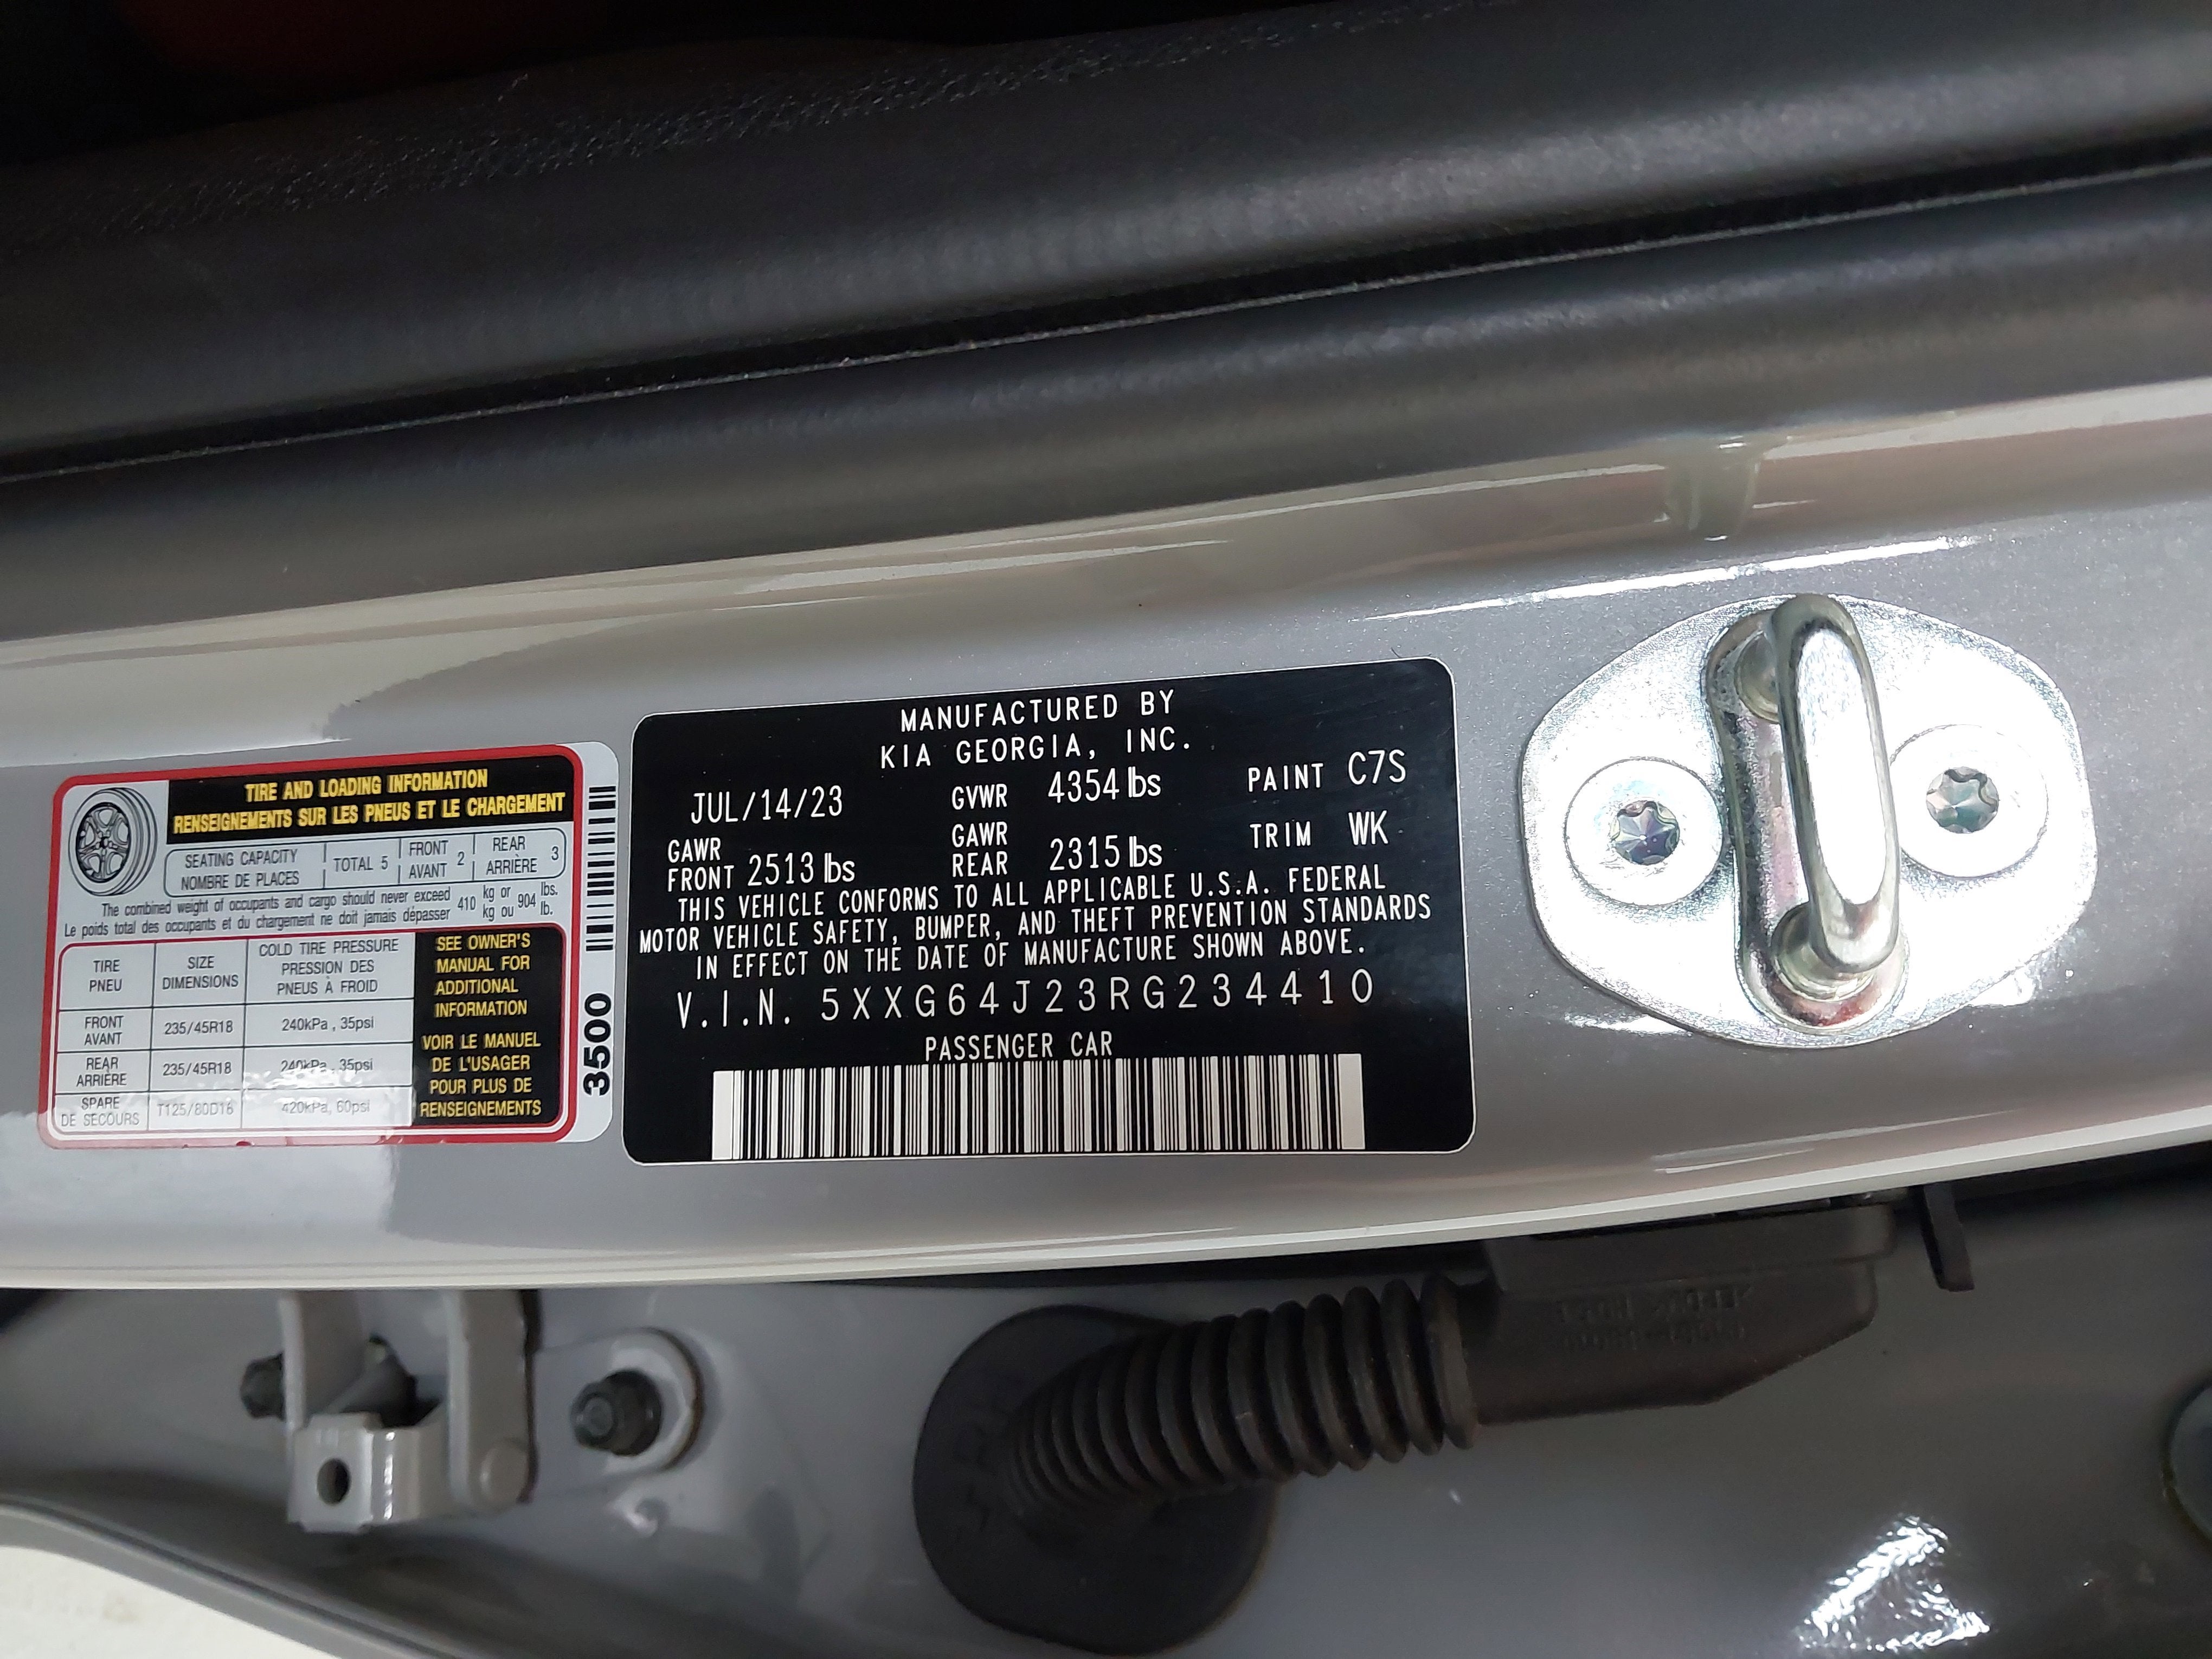 TIRE AND LOADING INFORMATION
RENSEIGNEMENTS SUR LES PNEUS ET LE CHARGEMENT
SEATING CAPACITY NOMBRE DE PLACES TOTAL 5 FRONT AVANT 2 REAR ARRIÈRE 3
The combined weight of occupants and cargo should never exceed 410 kg or 904 lbs.
Le poids total des occupants et du chargement ne doit jamais dépasser 410 kg ou 904 lb.
TIRE PNEU
SIZE DIMENSIONS
COLD TIRE PRESSURE
PRESSION DES
PNEUS À FROID
FRONT AVANT 235/45R18 240kPa , 35psi
REAR ARRIÈRE 235/45R18 240kPa , 35psi
SPARE DE SECOURS T125/80D16 420kPa, 60psi
SEE OWNER'S
MANUAL FOR
ADDITIONAL
INFORMATION
VOIR LE MANUEL
DE L'USAGER
POUR PLUS DE
RENSEIGNEMENTS
3500
MANUFACTURED BY
KIA GEORGIA, INC.
JUL/14/23 GVWR 4354 lbs PAINT C7S
GAWR FRONT 2513 lbs GAWR REAR 2315 lbs TRIM WK
THIS VEHICLE CONFORMS TO ALL APPLICABLE U.S.A. FEDERAL
MOTOR VEHICLE SAFETY, BUMPER, AND THEFT PREVENTION STANDARDS
IN EFFECT ON THE DATE OF MANUFACTURE SHOWN ABOVE.
V.I.N. 5XXG64J23RG234410
PASSENGER CAR